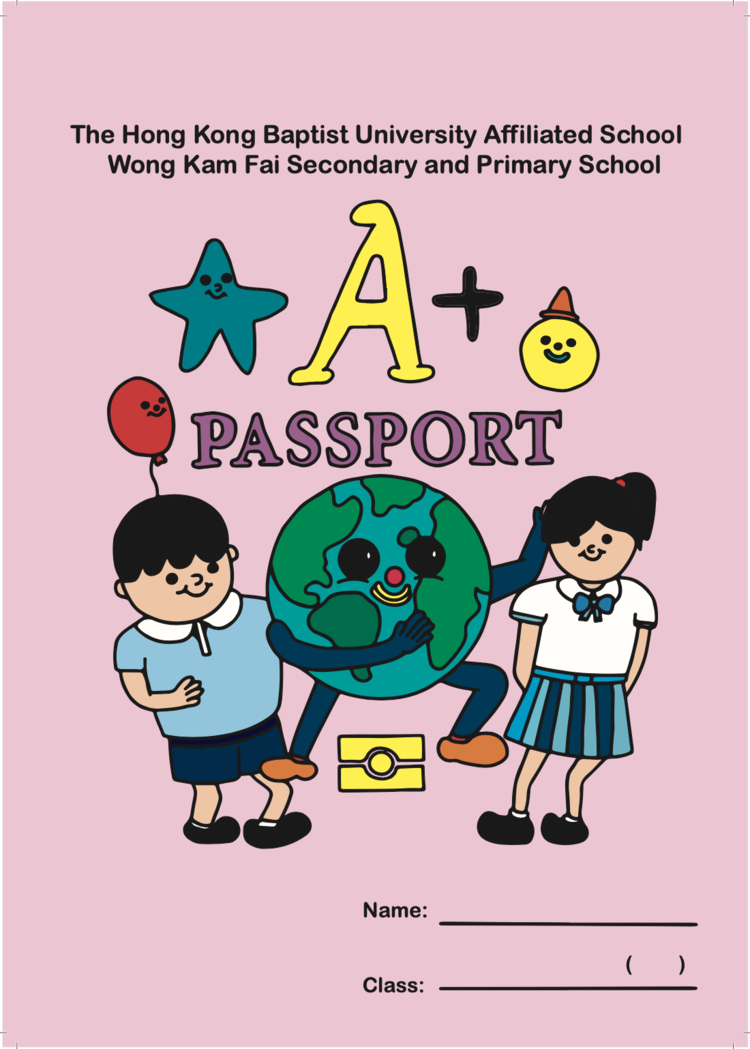 The Hong Kong Baptist University Affiliated School
Wong Kam Fai Secondary and Primary School
A+
PASSPORT
Name:
( )
Class: